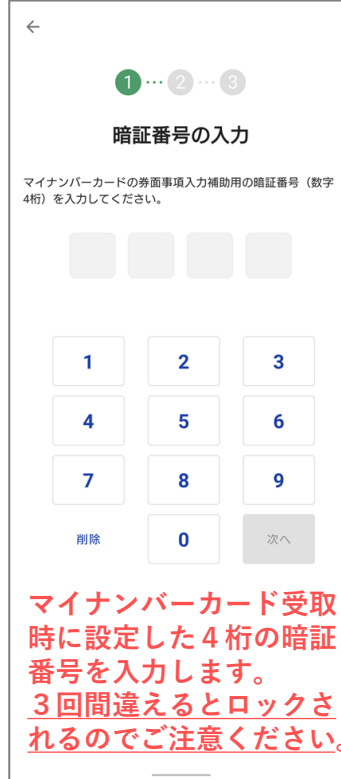 ←
1…2…3
暗証番号の入力
マイナンバーカードの券面事項入力補助用の暗証番号（数字
4桁）を入力してください。
1 2 3
4 5 6
7 8 9
削除 0 次へ
マイナンバーカード受取
時に設定した４桁の暗証
番号を入力します。
３回間違えるとロックさ
れるのでご注意ください。